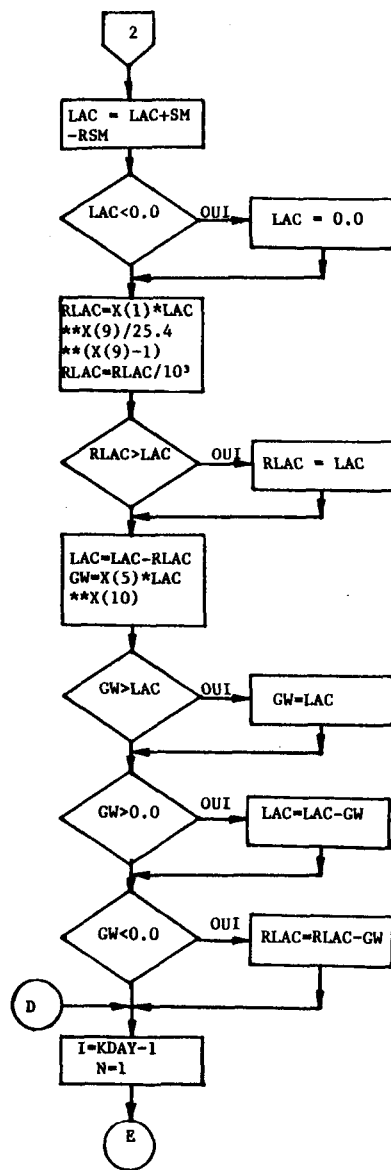 2
LAC = LAC+SM
-RSM
LAC<0.0
OUI
LAC = 0.0
RLAC=X(1)*LAC
**X(9)/25.4
**(X(9)-1)
RLAC=RLAC/10³
RLAC>LAC
OUI
RLAC = LAC
LAC=LAC-RLAC
GW=X(5)*LAC
**X(10)
GW>LAC
OUI
GW=LAC
GW>0.0
OUI
LAC=LAC-GW
GW<0.0
OUI
RLAC=RLAC-GW
D
I=KDAY-1
N=1
E